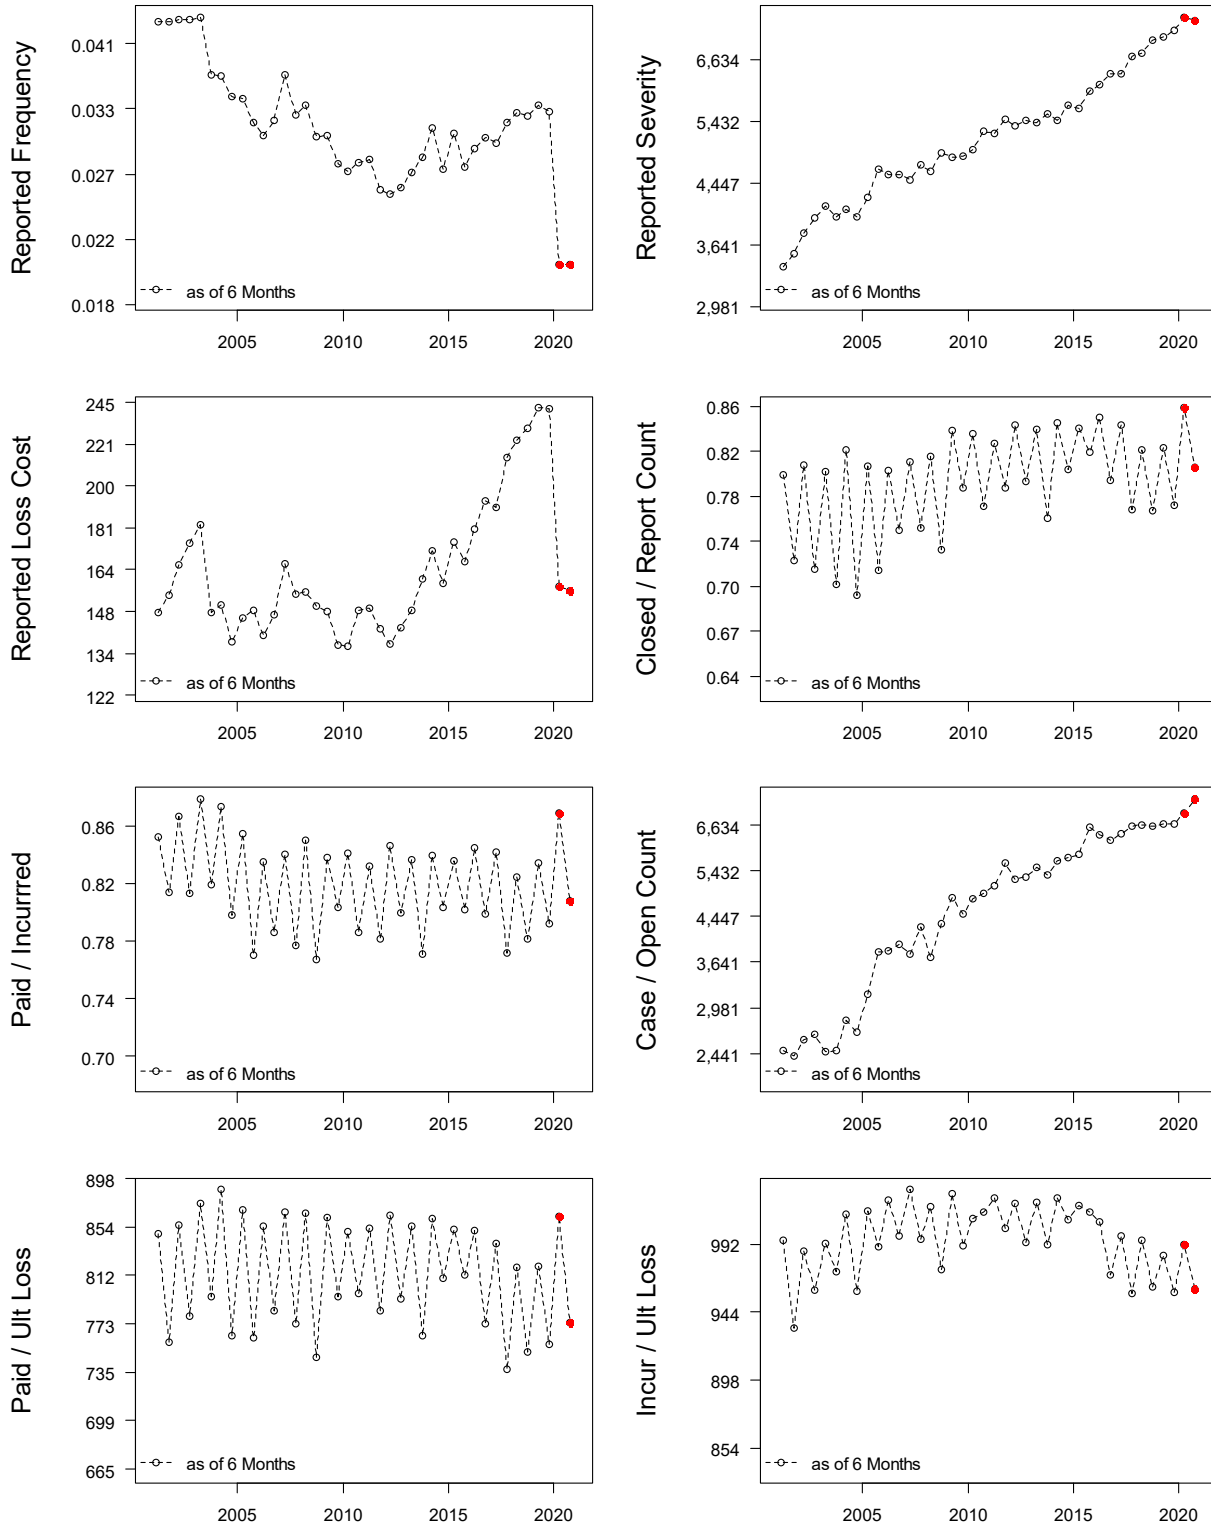 Reported Frequency
0.041
0.033
0.027
0.022
0.018
as of 6 Months
2005 2010 2015 2020
Reported Severity
6,634
5,432
4,447
3,641
2,981
as of 6 Months
2005 2010 2015 2020
Reported Loss Cost
245
221
200
181
164
148
134
122
as of 6 Months
2005 2010 2015 2020
Closed / Report Count
0.86
0.82
0.78
0.74
0.70
0.67
0.64
as of 6 Months
2005 2010 2015 2020
Paid / Incurrred
0.86
0.82
0.78
0.74
0.70
as of 6 Months
2005 2010 2015 2020
Case / Open Count
6,634
5,432
4,447
3,641
2,981
2,441
as of 6 Months
2005 2010 2015 2020
Paid / Ult Loss
898
854
812
773
735
699
665
as of 6 Months
2005 2010 2015 2020
Incur / Ult Loss
992
944
898
854
as of 6 Months
2005 2010 2015 2020